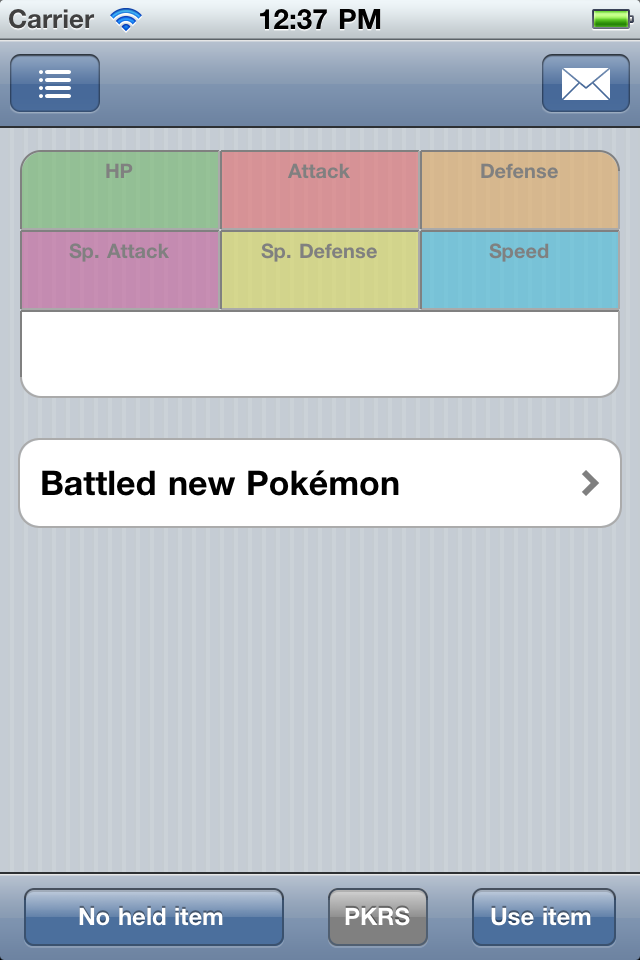 Carrier 12:37 PM
HP Attack Defense
Sp. Attack Sp. Defense Speed
Battled new Pokémon
No held item PKRS Use item